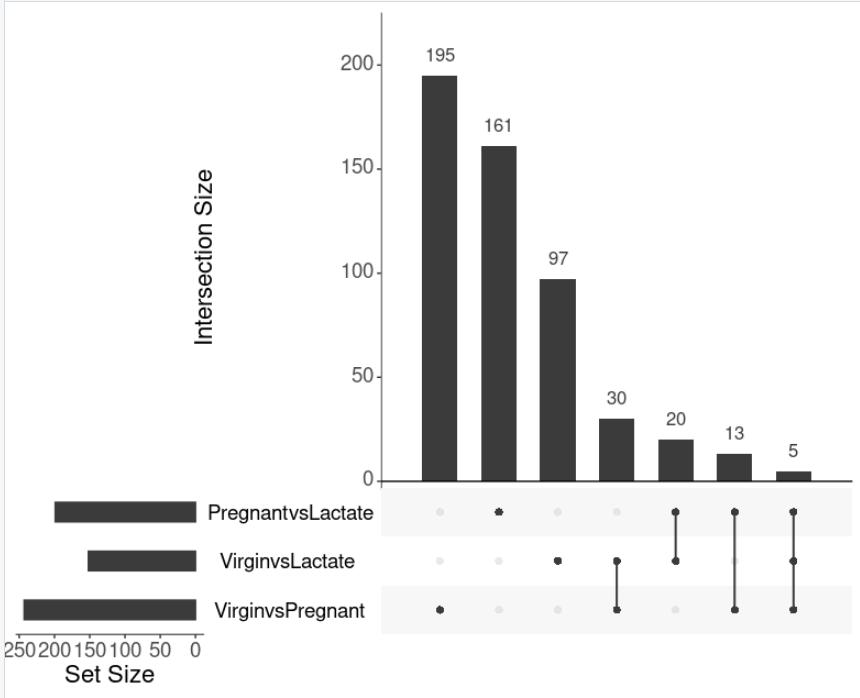 195
200
161
150
Intersection Size
97
100
50
30
20
13
5
0
PregnantvsLactate
VirginvsLactate
VirginvsPregnant
250 200 150 100 50 0
Set Size